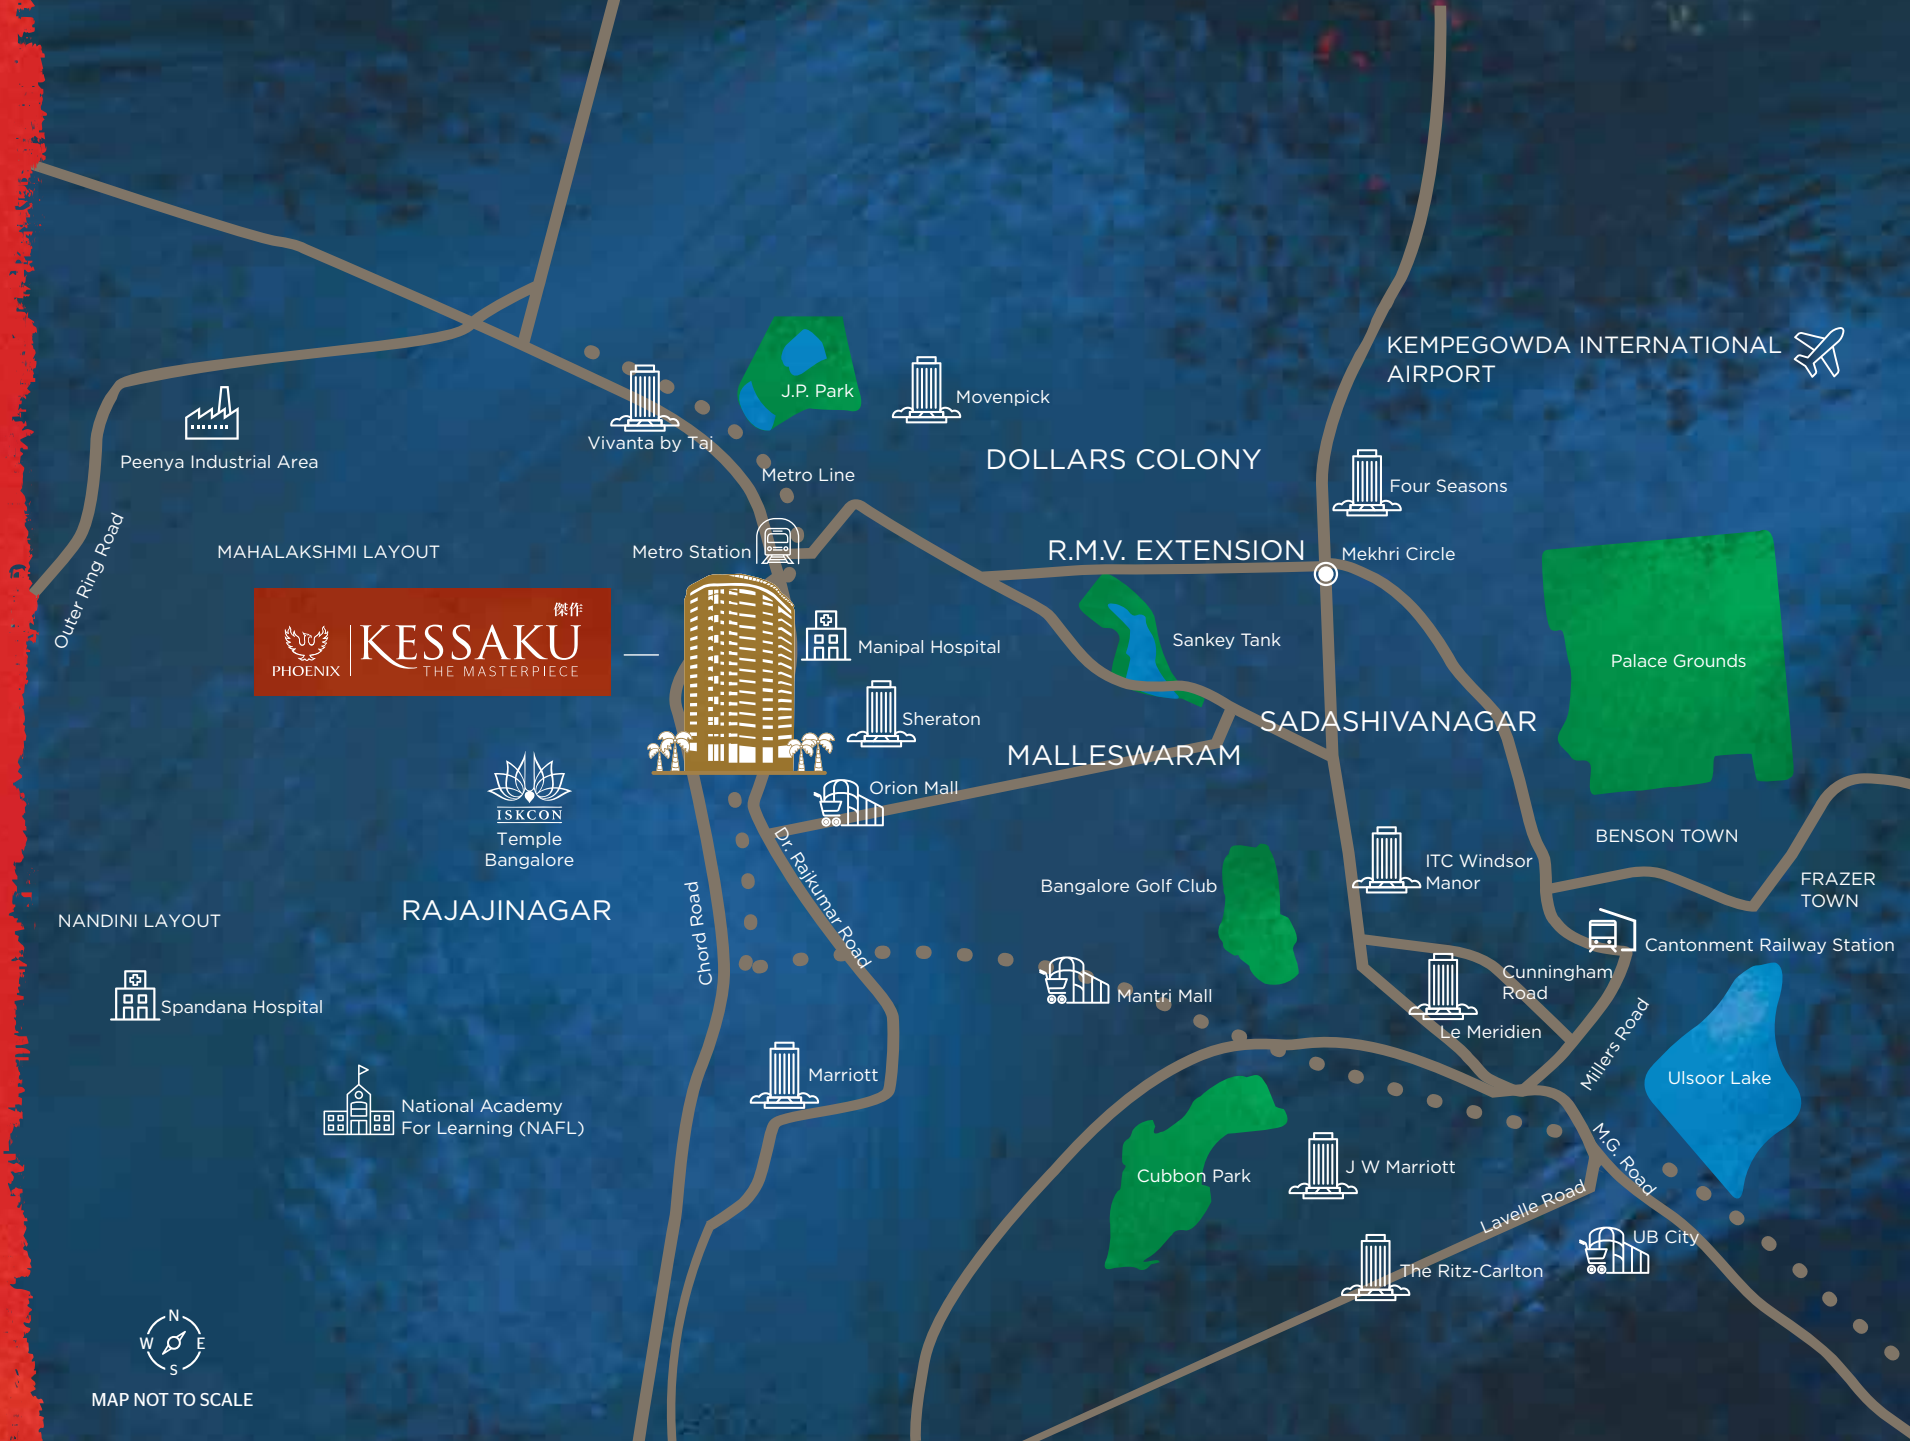 KEMPEGOWDA INTERNATIONAL
AIRPORT
J.P. Park
Movenpick
Vivanta by Taj
Peenya Industrial Area
DOLLARS COLONY
Metro Line
Four Seasons
Outer Ring Road
MAHALAKSHMI LAYOUT
Metro Station
R.M.V. EXTENSION
Mekhri Circle
傑作
PHOENIX
KESSAKU
THE MASTERPIECE
Manipal Hospital
Sankey Tank
Palace Grounds
Sheraton
SADASHIVANAGAR
MALLESWARAM
Orion Mall
ISKCON
Temple
Bangalore
Dr. Rajkumar Road
BENSON TOWN
ITC Windsor
Manor
Bangalore Golf Club
FRAZER
TOWN
RAJAJINAGAR
NANDINI LAYOUT
Chord Road
Cantonment Railway Station
Cunningham
Road
Mantri Mall
Spandana Hospital
Le Meridien
Millers Road
Marriott
Ulsoor Lake
National Academy
For Learning (NAFL)
M.G. Road
Cubbon Park
J W Marriott
Lavelle Road
UB City
The Ritz-Carlton
N
W
E
S
MAP NOT TO SCALE